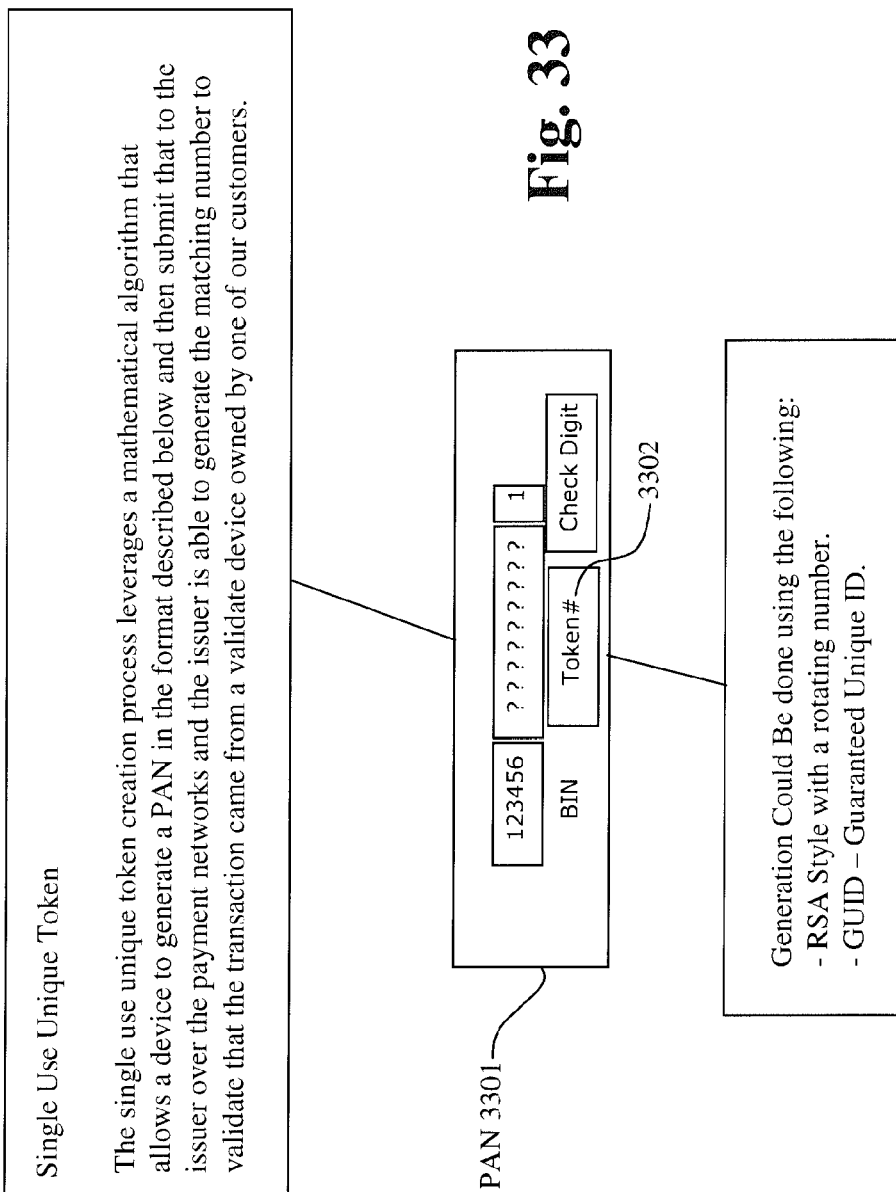 Single Use Unique Token
The single use unique token creation process leverages a mathematical algorithm that
allows a device to generate a PAN in the format described below and then submit that to the
issuer over the payment networks and the issuer is able to generate the matching number to
validate that the transaction came from a validate device owned by one of our customers.
PAN 3301
123456 ? ? ? ? ? ? ? ? ? 1
BIN Token# Check Digit
3302
Generation Could Be done using the following:
- RSA Style with a rotating number.
- GUID – Guaranteed Unique ID.
Fig. 33